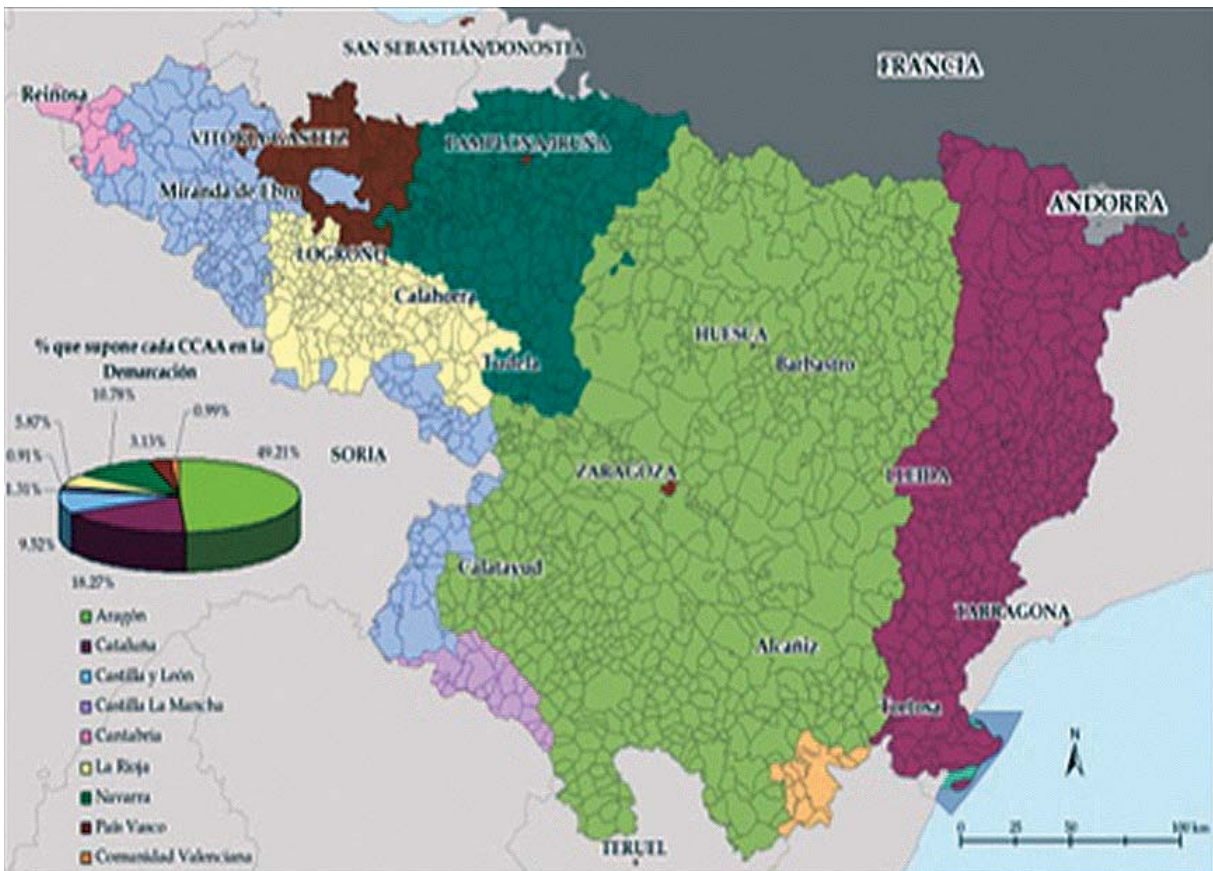 SAN SEBASTIÁN/DONOSTIA
FRANCIA
Reinosa
VITORIA-GASTEIZ
PAMPLONA/IRUÑA
Miranda de Ebro
ANDORRA
LOGROÑO
Calahorra
HUESCA
Barbastro
Tudela
% que supone cada CCAA en la
Demarcación
10.78%
0.99%
5.87%
3.13%
49.21%
0.91%
9.52%
18.27%
SORIA
ZARAGOZA
LLEIDA
Calatayud
TARRAGONA
Alcañiz
Tortosa
TERUEL
Aragón
Cataluña
Castilla y León
Castilla La Mancha
Cantabria
La Rioja
Navarra
País Vasco
Comunidad Valenciana
N
0 25 50 100 km